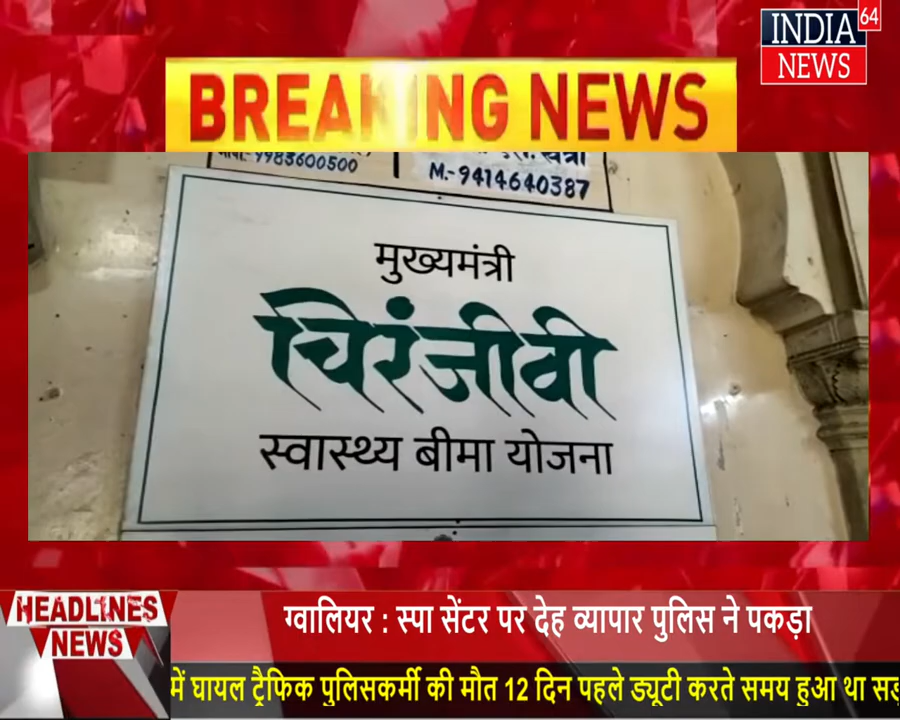 INDIA 64
NEWS
BREAKING NEWS
मोबा.-9983600500
M.-9414640387
मुख्यमंत्री
चिरंजीवी
स्वास्थ्य बीमा योजना
HEADLINES
NEWS
ग्वालियर : स्पा सेंटर पर देह व्यापार पुलिस ने पकड़ा
में घायल ट्रैफिक पुलिसकर्मी की मौत 12 दिन पहले ड्यूटी करते समय हुआ था